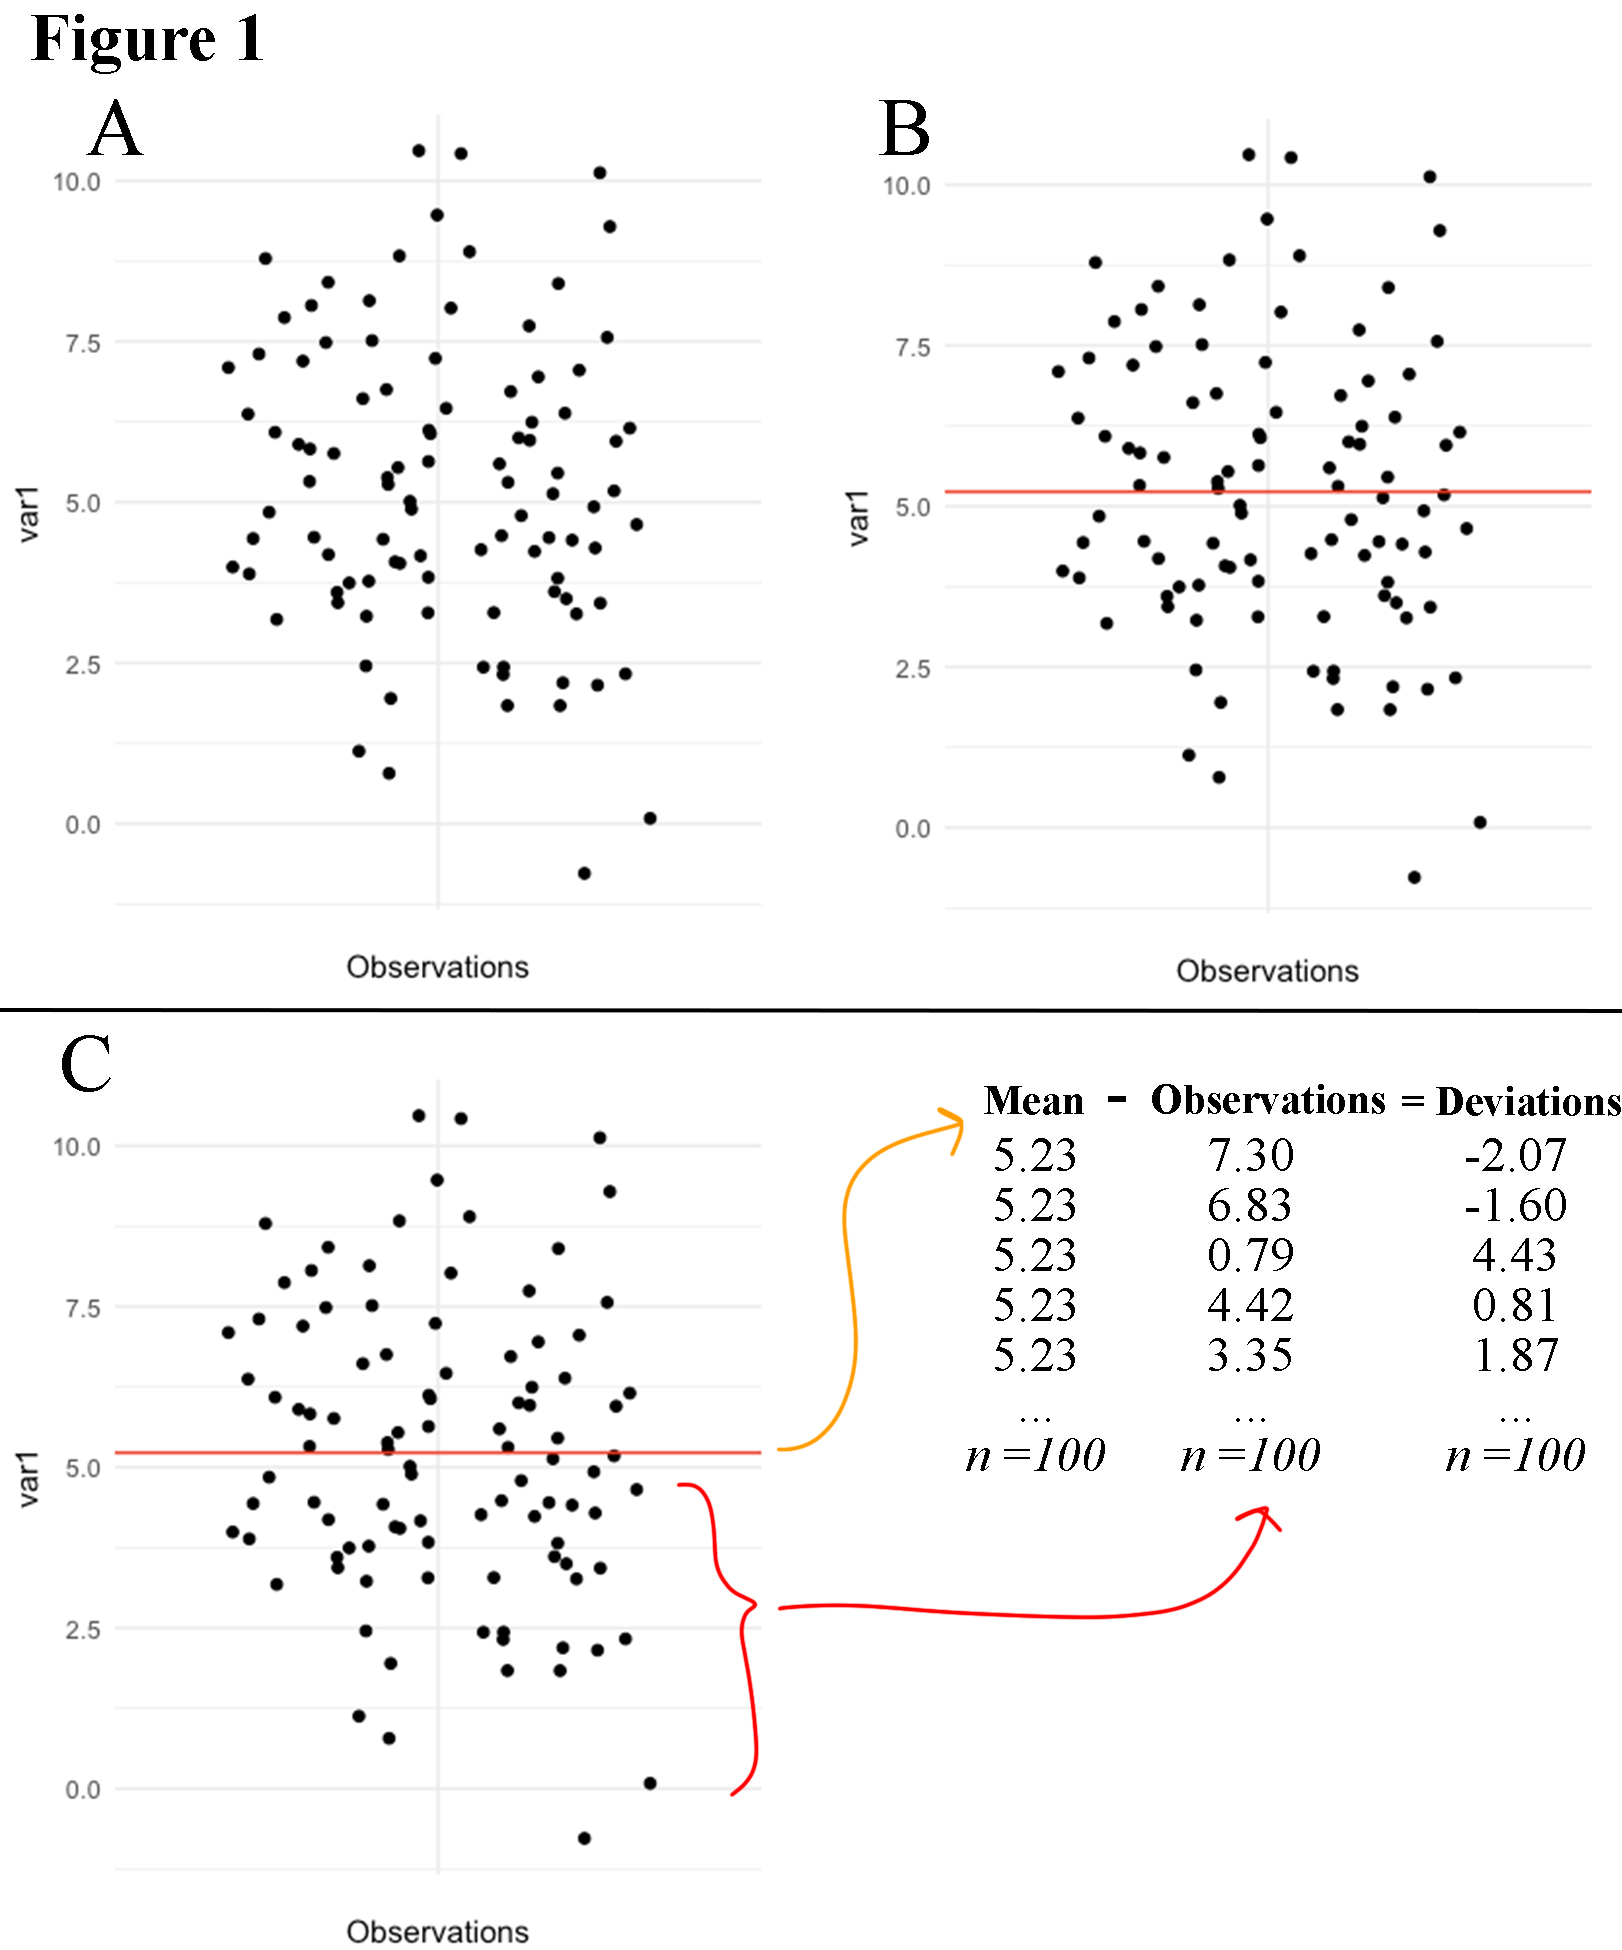 Figure 1
A
10.0
7.5
5.0
2.5
0.0
var1
Observations
B
10.0
7.5
5.0
2.5
0.0
var1
Observations
C
10.0
7.5
5.0
2.5
0.0
var1
Observations
Mean - Observations = Deviations
5.23 7.30 -2.07
5.23 6.83 -1.60
5.23 0.79 4.43
5.23 4.42 0.81
5.23 3.35 1.87
... ... ...
n =100 n =100 n =100